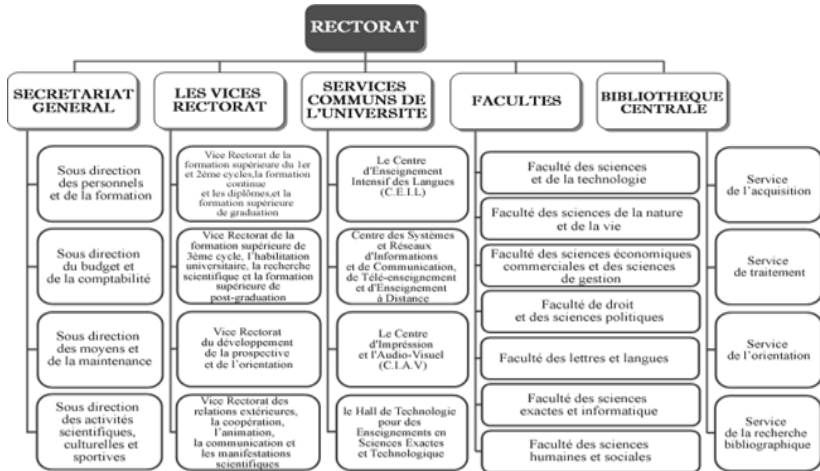 RECTORAT
SECRETARIAT
GENERAL
LES VICES
RECTORAT
SERVICES
COMMUNS DE
L'UNIVERSITE
FACULTES
BIBLIOTHEQUE
CENTRALE
Sous direction
des personnels
et de la formation
Sous direction
du budget et
de la comptabilité
Sous direction
des moyens et
de la maintenance
Sous direction
des activités
scientifiques,
culturelles et
sportives
Vice Rectorat de la
formation supérieure du 1er
et 2ème cycles,la formation
continue
et les diplômes,et la
formation supérieure
de graduation
Vice Rectorat de la
formation supérieure de
3ème cycle, l'habilitation
universitaire, la recherche
scientifique et la formation
supérieure de
post-graduation
Vice Rectorat
du développement
de la prospective
et de l'orientation
Vice Rectorat des
relations extérieures,
la coopération,
l'animation,
la communication et
les manifestations
scientifiques
Le Centre
d'Enseignement
Intensif des Langues
(C.E.I.L)
Centre des Systèmes
et Réseaux
d'Informations
et de Communication,
de Télé-enseignement
et d'Enseignement
à Distance
Le Centre
d'Impréssion
et l'Audio-Visuel
(C.I.A.V)
le Hall de Technologie
pour des
Enseignements en
Sciences Exactes
et Technologique
Faculté des sciences
et de la technologie
Faculté des sciences de la nature
et de la vie
Faculté des sciences économiques
commerciales et des sciences
de gestion
Faculté de droit
et des sciences politiques
Faculté des lettres et langues
Faculté des sciences
exactes et informatique
Faculté des sciences
humaines et sociales
Service
de l'acquisition
Service
de traitement
Service
de l'orientation
Service
de la recherche
bibliographique